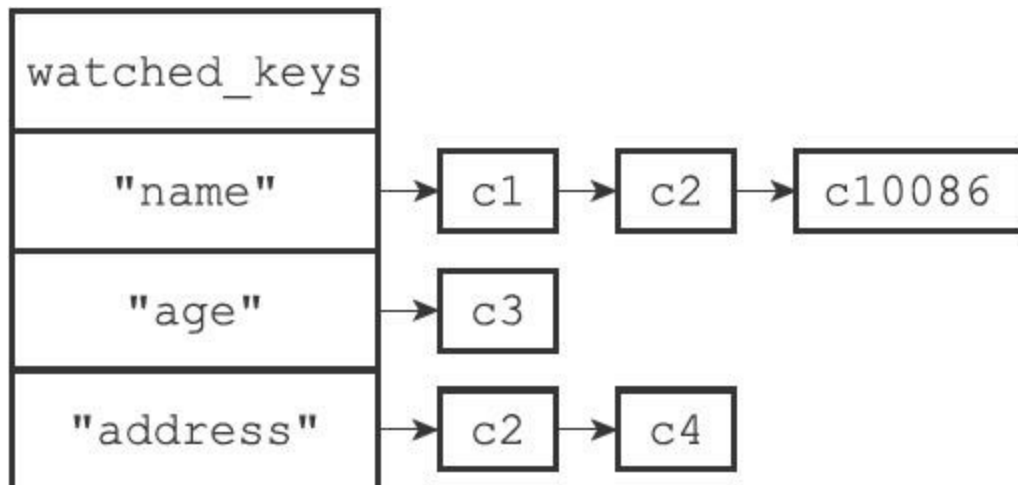 watched_keys
"name" c1 c2 c10086
"age" c3
"address" c2 c4